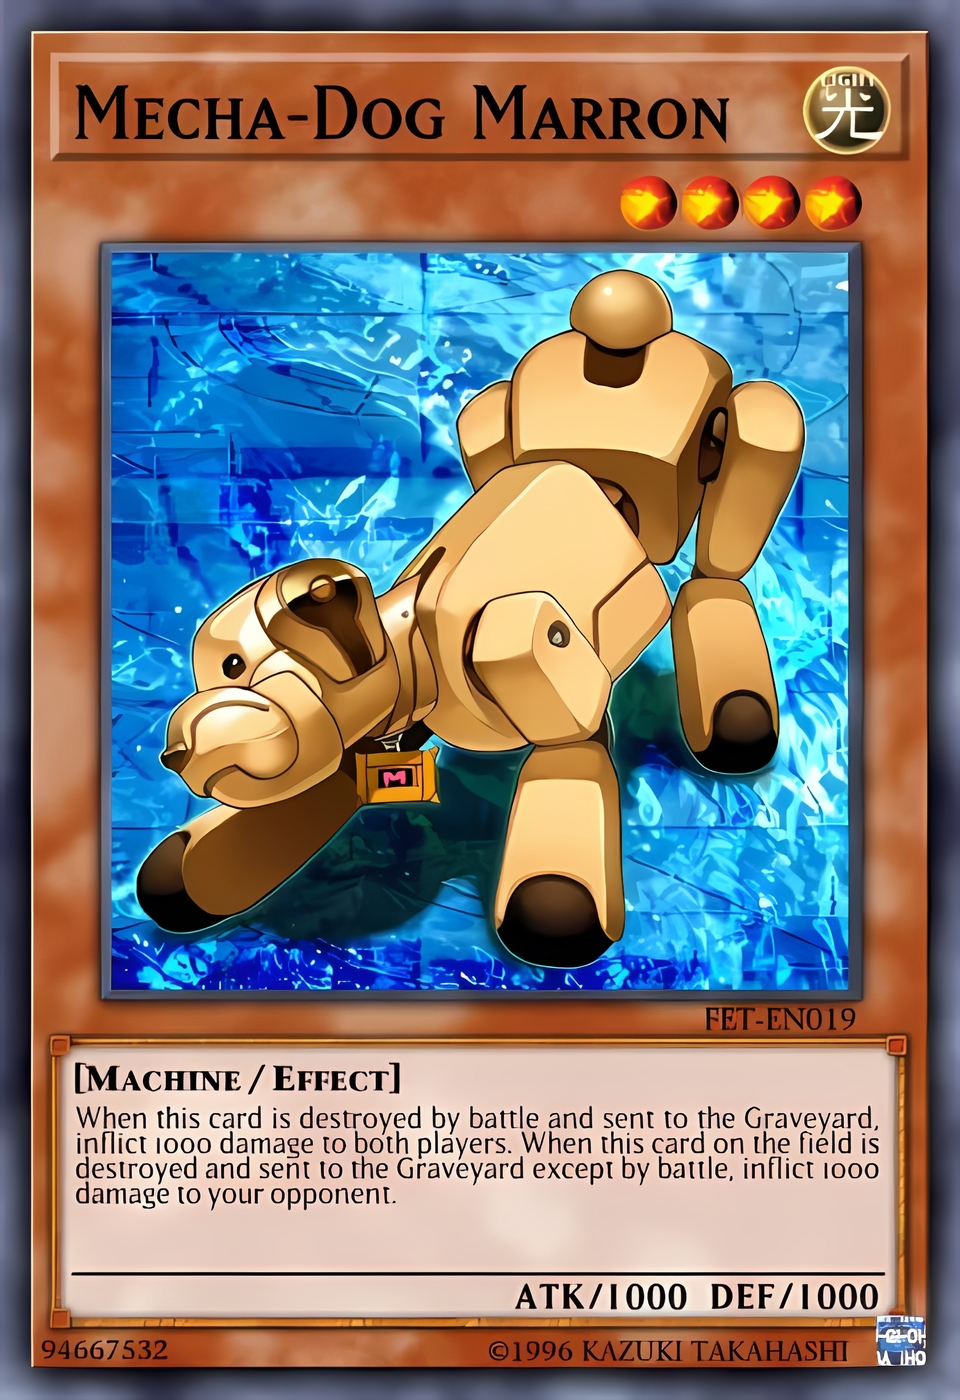 Mecha-Dog Marron
光
FET-EN019
[Machine / Effect]
When this card is destroyed by battle and sent to the Graveyard,
inflict 1000 damage to both players. When this card on the field is
destroyed and sent to the Graveyard except by battle, inflict 1000
damage to your opponent.
ATK/1000 DEF/1000
94667532
©1996 KAZUKI TAKAHASHI
M